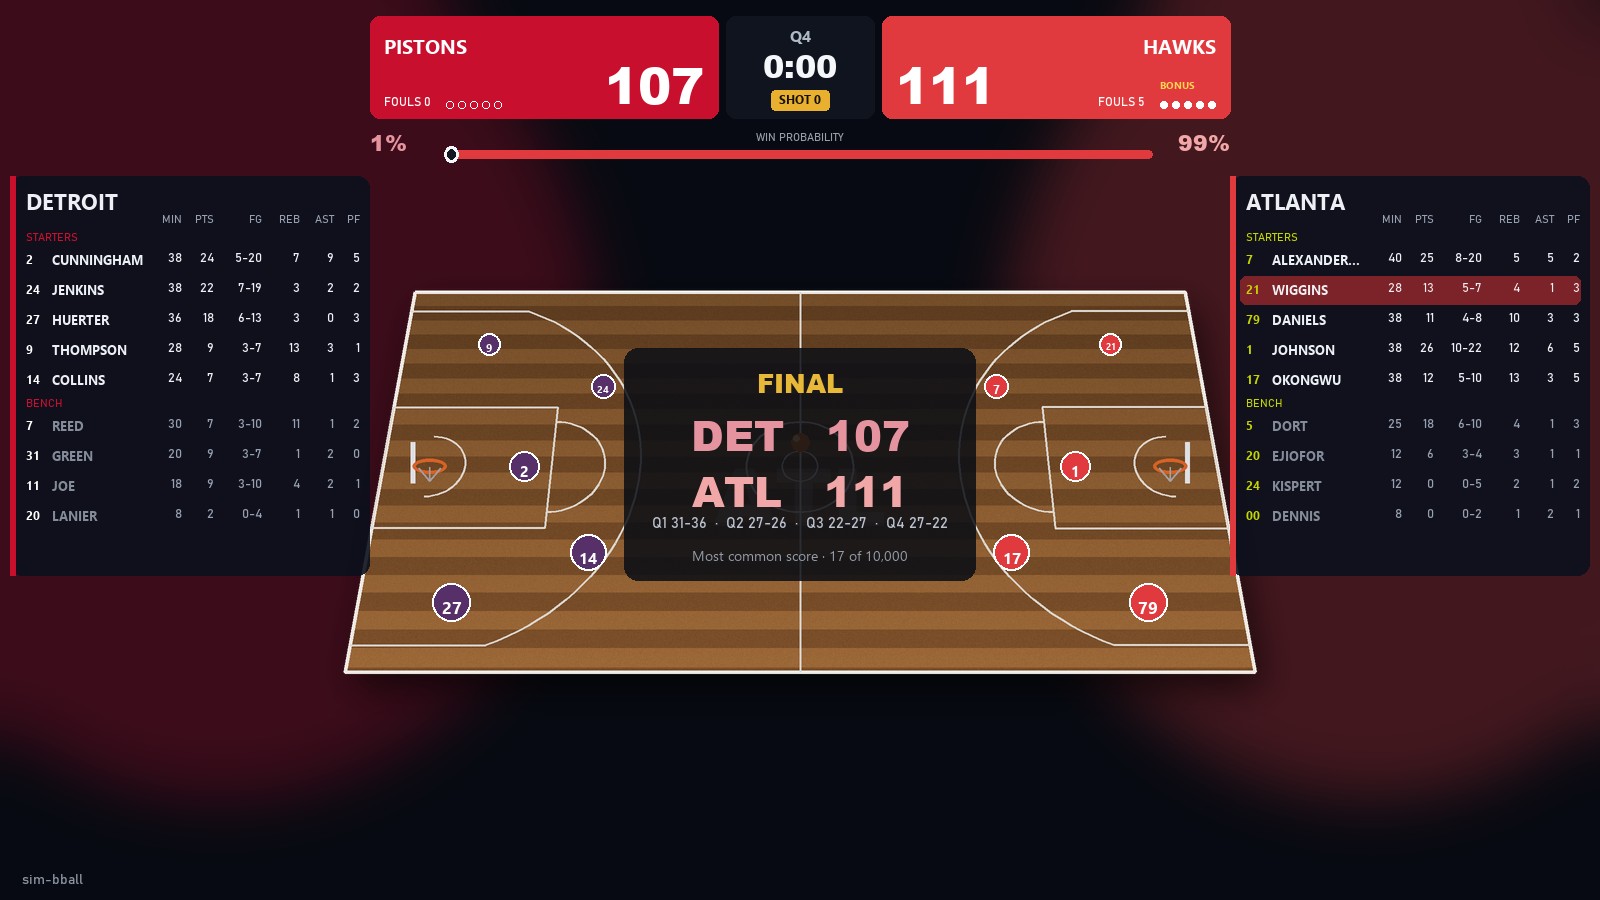 PISTONS
FOULS 0
107
Q4
0:00
SHOT 0
HAWKS
111
BONUS
FOULS 5
1%
WIN PROBABILITY
99%
DETROIT
MIN PTS FG REB AST PF
STARTERS
2 CUNNINGHAM 38 24 5-20 7 9 5
24 JENKINS 38 22 7-19 3 2 2
27 HUERTER 36 18 6-13 3 0 3
9 THOMPSON 28 9 3-7 13 3 1
14 COLLINS 24 7 3-7 8 1 3
BENCH
7 REED 30 7 3-10 11 1 2
31 GREEN 20 9 3-7 1 2 0
11 JOE 18 9 3-10 4 2 1
20 LANIER 8 2 0-4 1 1 0
ATLANTA
MIN PTS FG REB AST PF
STARTERS
7 ALEXANDER... 40 25 8-20 5 5 2
21 WIGGINS 28 13 5-7 4 1 3
79 DANIELS 38 11 4-8 10 3 3
1 JOHNSON 38 26 10-22 12 6 5
17 OKONGWU 38 12 5-10 13 3 5
BENCH
5 DORT 25 18 6-10 4 1 3
20 EJIOFOR 12 6 3-4 3 1 1
24 KISPERT 12 0 0-5 2 1 2
00 DENNIS 8 0 0-2 1 2 1
9
24
2
14
27
21
7
1
17
79
FINAL
DET 107
ATL 111
Q1 31-36 · Q2 27-26 · Q3 22-27 · Q4 27-22
Most common score · 17 of 10,000
sim-bball